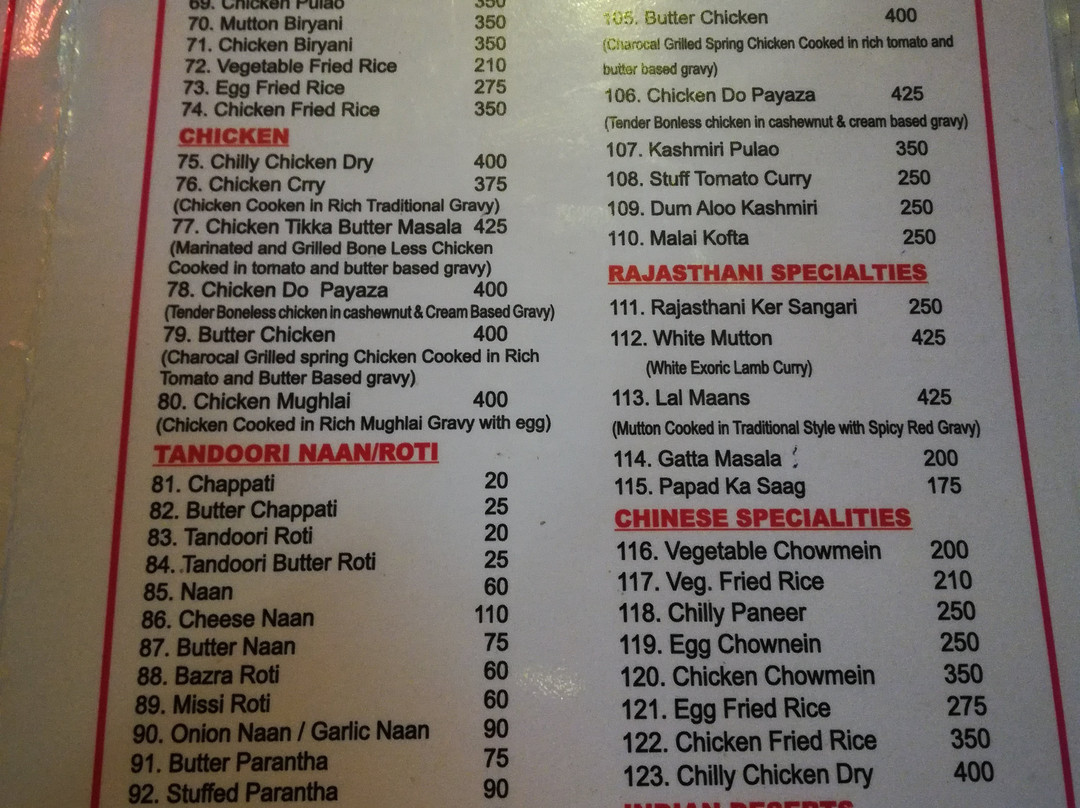 69. Chicken Pulao 350
70. Mutton Biryani 350
71. Chicken Biryani 350
72. Vegetable Fried Rice 210
73. Egg Fried Rice 275
74. Chicken Fried Rice 350
CHICKEN
75. Chilly Chicken Dry 400
76. Chicken Crry 375
(Chicken Cooken in Rich Traditional Gravy)
77. Chicken Tikka Butter Masala 425
(Marinated and Grilled Bone Less Chicken
Cooked in tomato and butter based gravy)
78. Chicken Do Payaza 400
(Tender Boneless chicken in cashewnut & Cream Based Gravy)
79. Butter Chicken 400
(Charocal Grilled spring Chicken Cooked in Rich
Tomato and Butter Based gravy)
80. Chicken Mughlai 400
(Chicken Cooked in Rich Mughlai Gravy with egg)
TANDOORI NAAN/ROTI
81. Chappati 20
82. Butter Chappati 25
83. Tandoori Roti 20
84. Tandoori Butter Roti 25
85. Naan 60
86. Cheese Naan 110
87. Butter Naan 75
88. Bazra Roti 60
89. Missi Roti 60
90. Onion Naan / Garlic Naan 90
91. Butter Parantha 75
92. Stuffed Parantha 90
105. Butter Chicken 400
(Charocal Grilled Spring Chicken Cooked in rich tomato and
butter based gravy)
106. Chicken Do Payaza 425
(Tender Bonless chicken in cashewnut & cream based gravy)
107. Kashmiri Pulao 350
108. Stuff Tomato Curry 250
109. Dum Aloo Kashmiri 250
110. Malai Kofta 250
RAJASTHANI SPECIALTIES
111. Rajasthani Ker Sangari 250
112. White Mutton 425
(White Exoric Lamb Curry)
113. Lal Maans 425
(Mutton Cooked in Traditional Style with Spicy Red Gravy)
114. Gatta Masala 200
115. Papad Ka Saag 175
CHINESE SPECIALITIES
116. Vegetable Chowmein 200
117. Veg. Fried Rice 210
118. Chilly Paneer 250
119. Egg Chownein 250
120. Chicken Chowmein 350
121. Egg Fried Rice 275
122. Chicken Fried Rice 350
123. Chilly Chicken Dry 400
INDIAN DESERTS